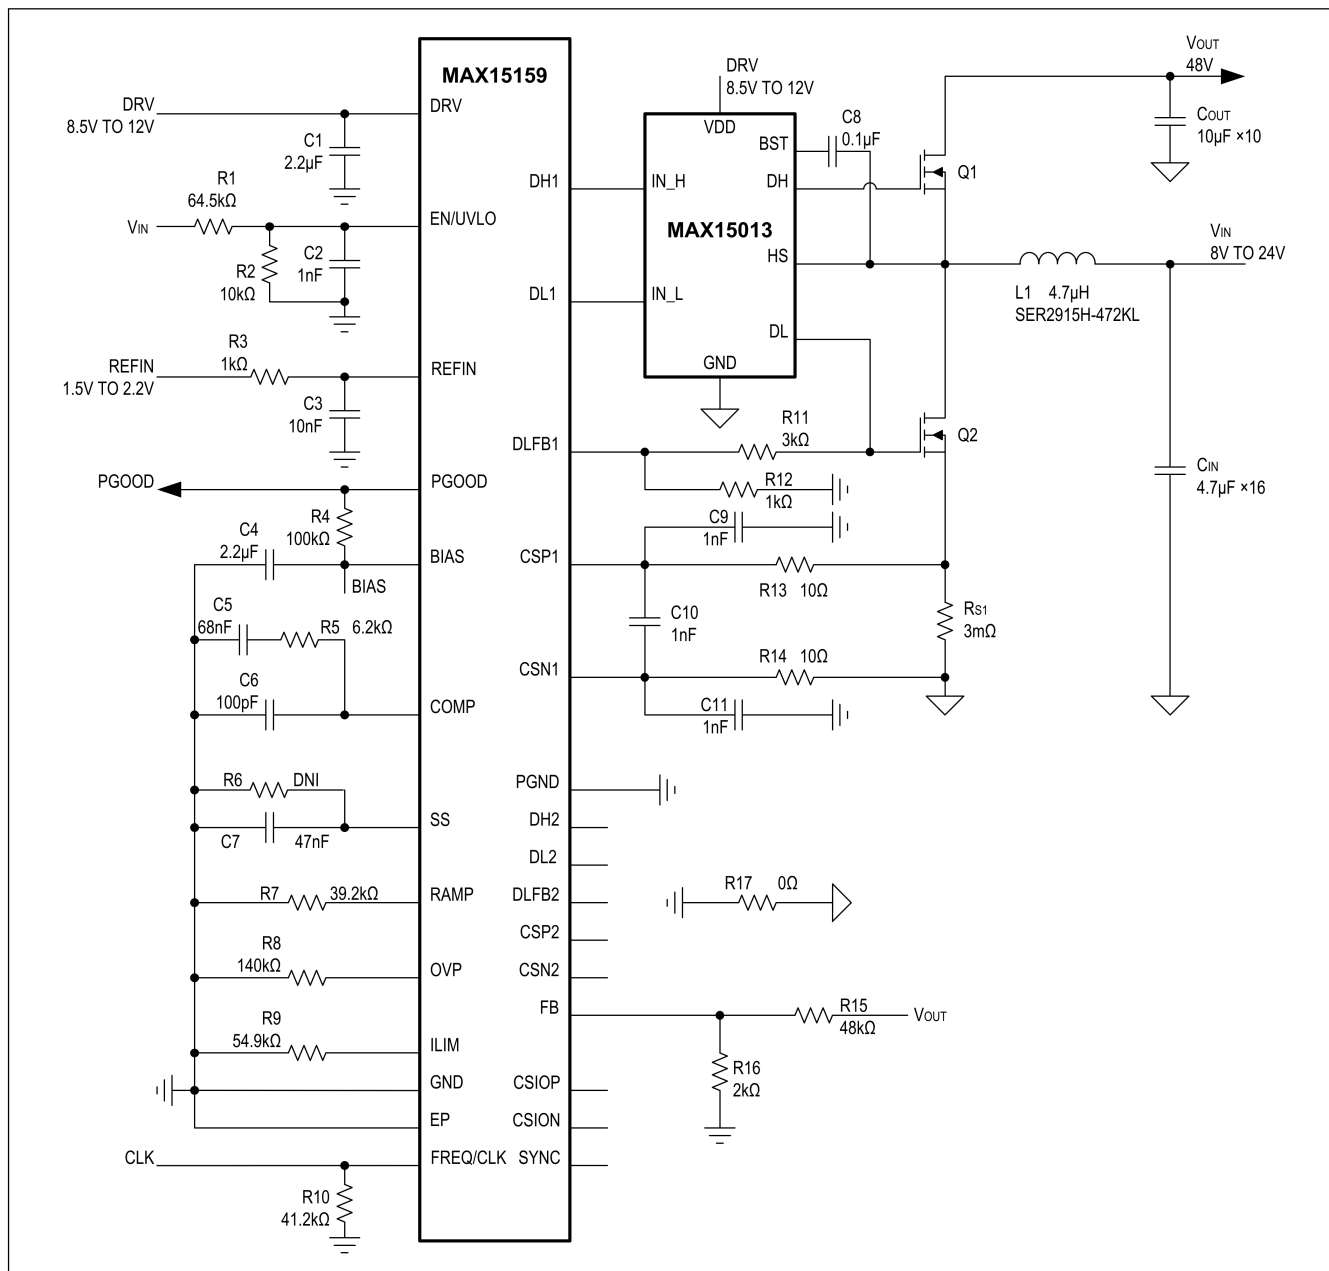 MAX15159
DRV
8.5V TO 12V
DRV
C1
2.2µF
R1
64.5kΩ
VIN
EN/UVLO
C2
1nF
R2
10kΩ
R3
1kΩ
REFIN
1.5V TO 2.2V
REFIN
C3
10nF
PGOOD
PGOOD
R4
100kΩ
C4
2.2µF
BIAS
BIAS
C5
68nF
R5 6.2kΩ
C6
100pF
COMP
R6 DNI
SS
C7 47nF
R7 39.2kΩ
RAMP
R8
140kΩ
OVP
R9
54.9kΩ
ILIM
GND
EP
CLK
FREQ/CLK
R10
41.2kΩ
DH1
DL1
DLFB1
CSP1
CSN1
PGND
DH2
DL2
DLFB2
CSP2
CSN2
FB
CSIOP
CSION
SYNC
DRV
8.5V TO 12V
VDD
BST
C8
0.1µF
IN_H
DH
MAX15013
HS
IN_L
DL
GND
Q1
VOUT
48V
COUT
10µF ×10
VIN
8V TO 24V
L1 4.7µH
SER2915H-472KL
Q2
CIN
4.7µF ×16
R11
3kΩ
R12
1kΩ
C9
1nF
R13 10Ω
C10
1nF
RS1
3mΩ
R14 10Ω
C11
1nF
R17 0Ω
R15
48kΩ
VOUT
R16
2kΩ